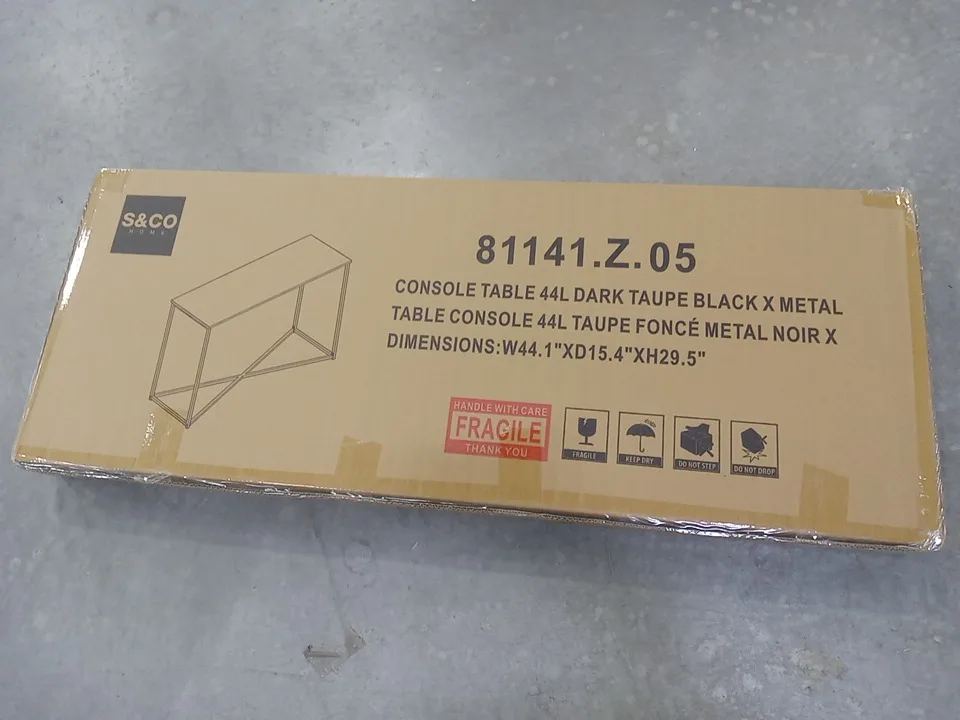 S&CO
HOME
81141.Z.05
CONSOLE TABLE 44L DARK TAUPE BLACK X METAL
TABLE CONSOLE 44L TAUPE FONCÉ METAL NOIR X
DIMENSIONS:W44.1"XD15.4"XH29.5"
HANDLE WITH CARE
FRAGILE
THANK YOU
FRAGILE
KEEP DRY
DO NOT STEP
DO NOT DROP